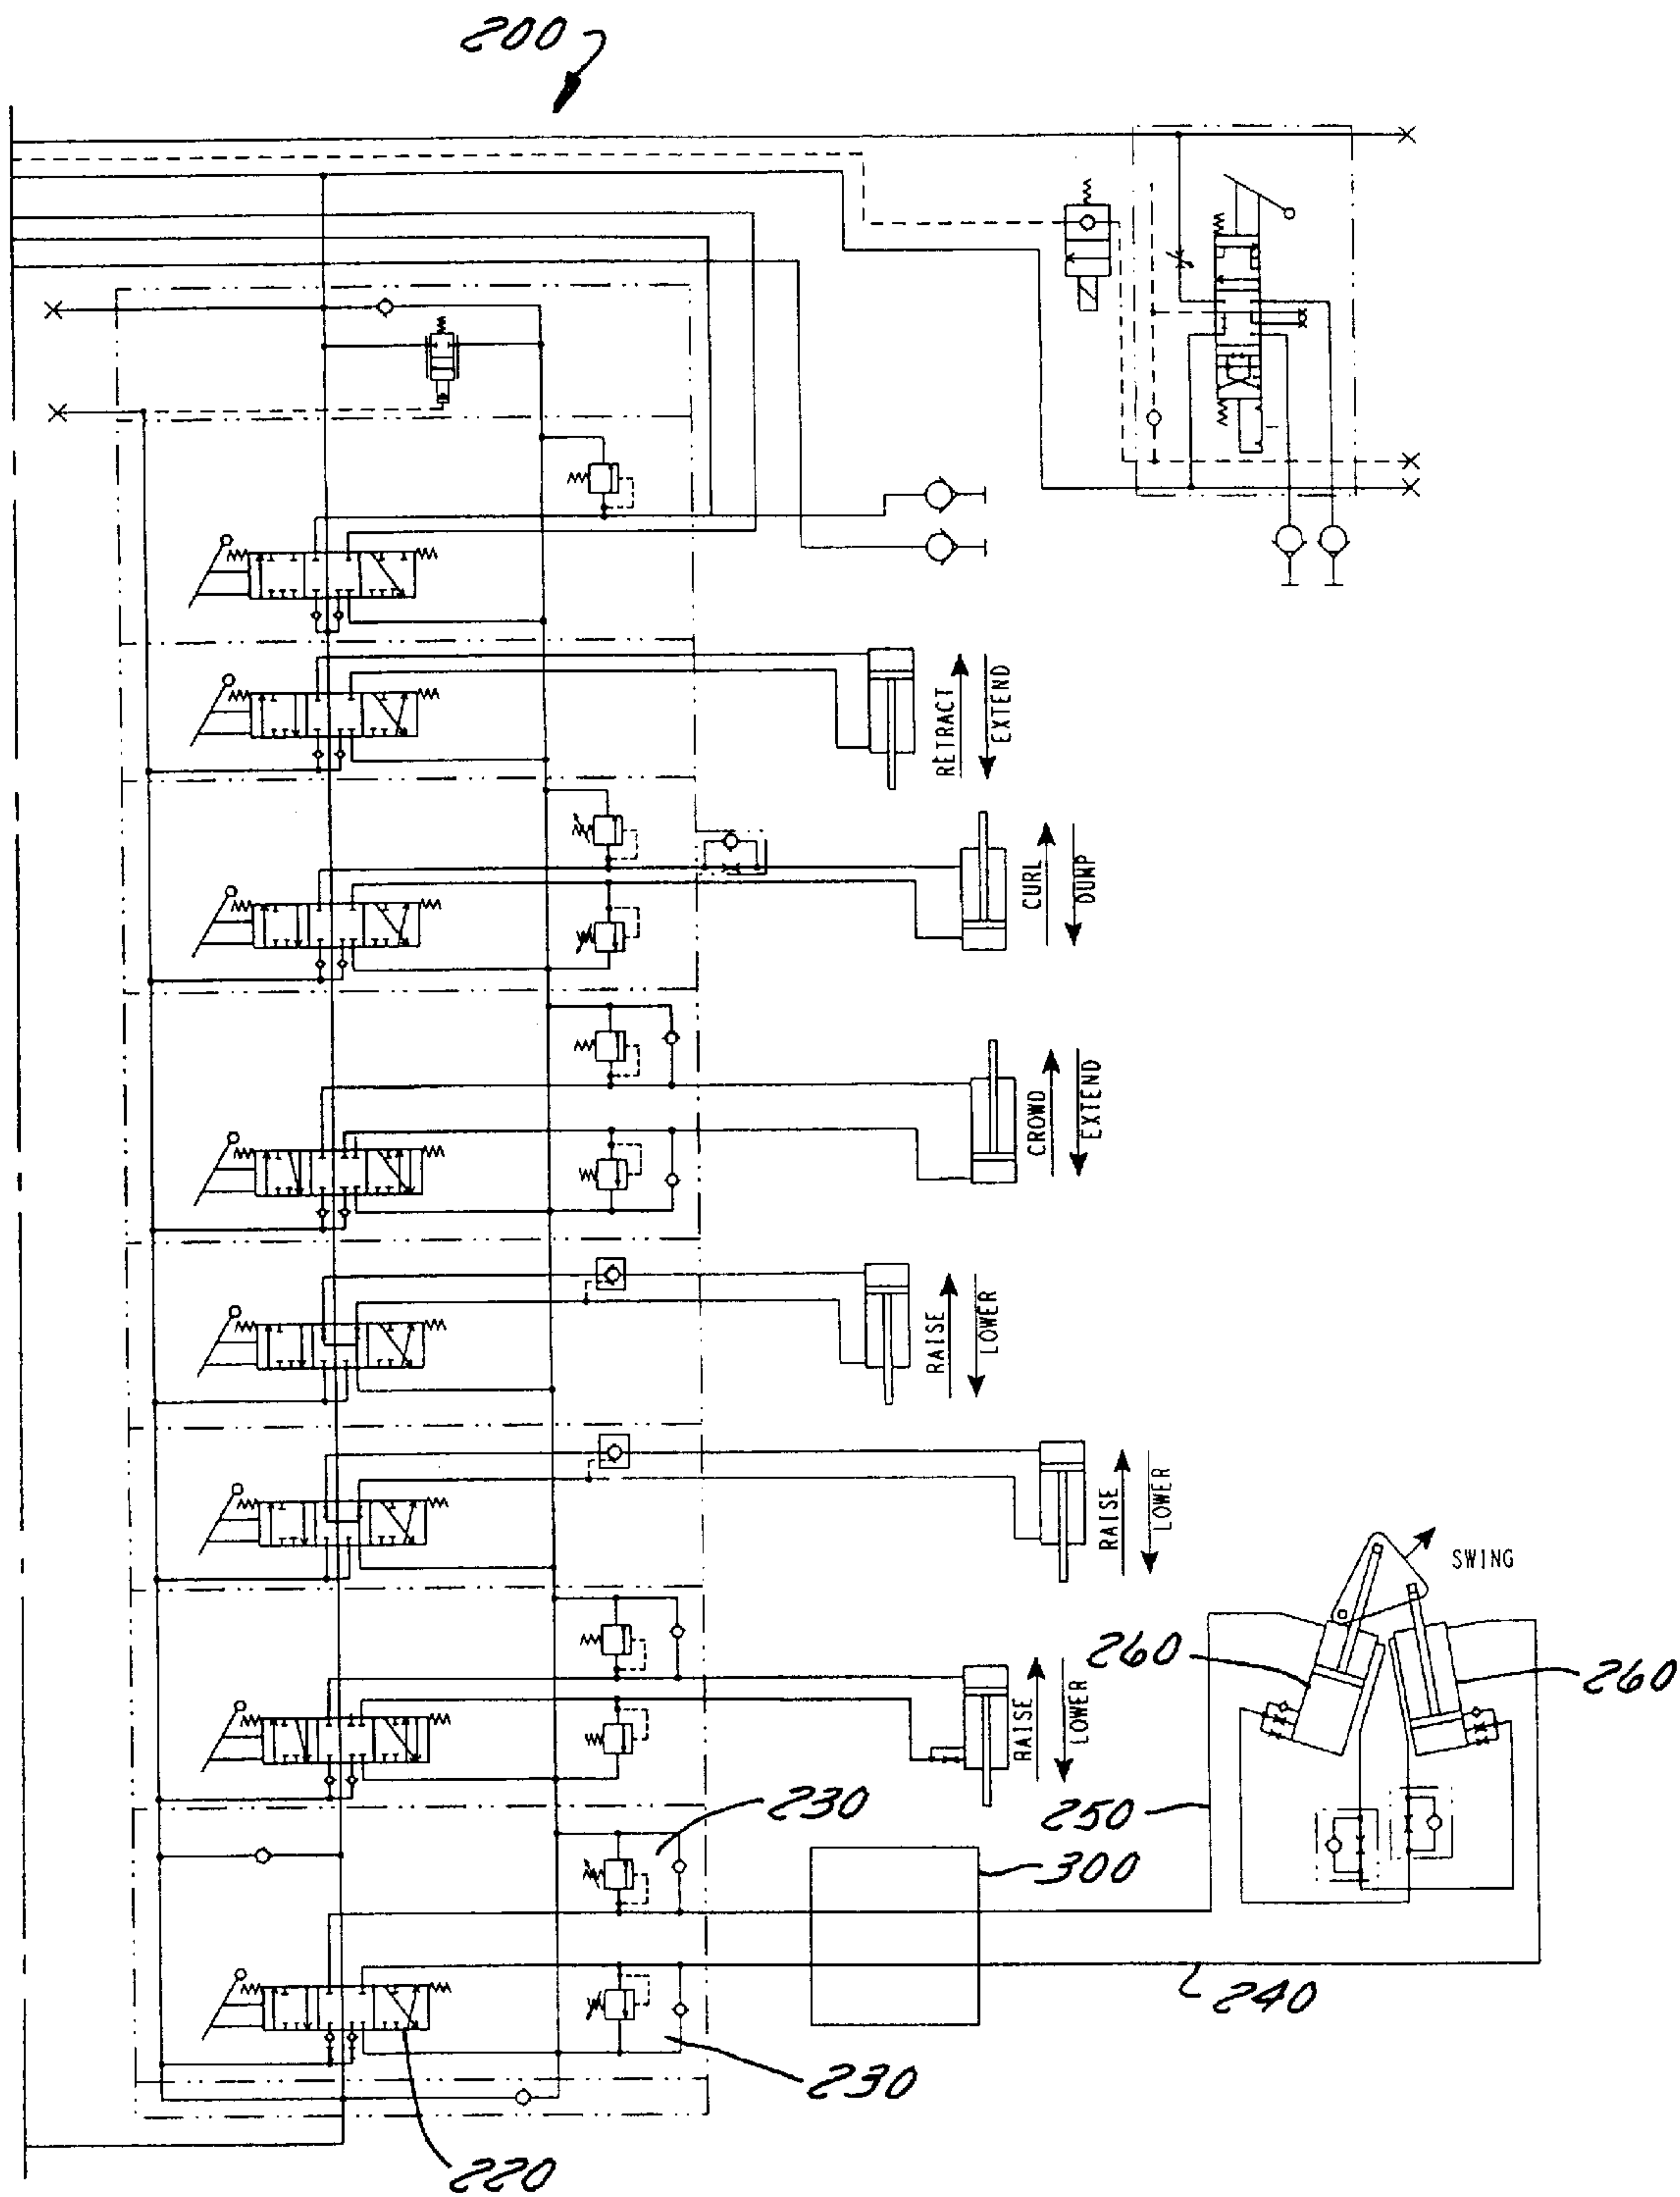 200
RETRACT
EXTEND
CURL
DUMP
CROWD
EXTEND
RAISE
LOWER
RAISE
LOWER
SWING
260
260
RAISE
LOWER
230
250
300
240
230
220